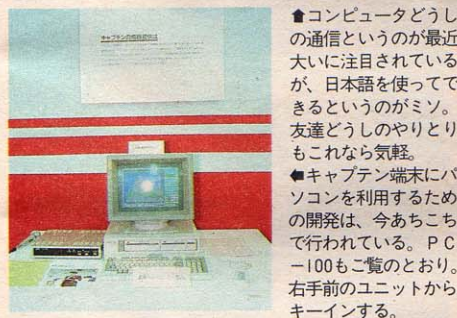 キャプテンの情報通信は
⬆コンピュータどうし
の通信というのが最近
大いに注目されている
が、日本語を使ってで
きるというのがミソ。
友達どうしのやりとり
もこれなら気軽。
⬅キャプテン端末にパ
ソコンを利用するため
の開発は、今あちこち
で行われている。ＰＣ
－100もご覧のとおり。
右手前のユニットから
キーインする。